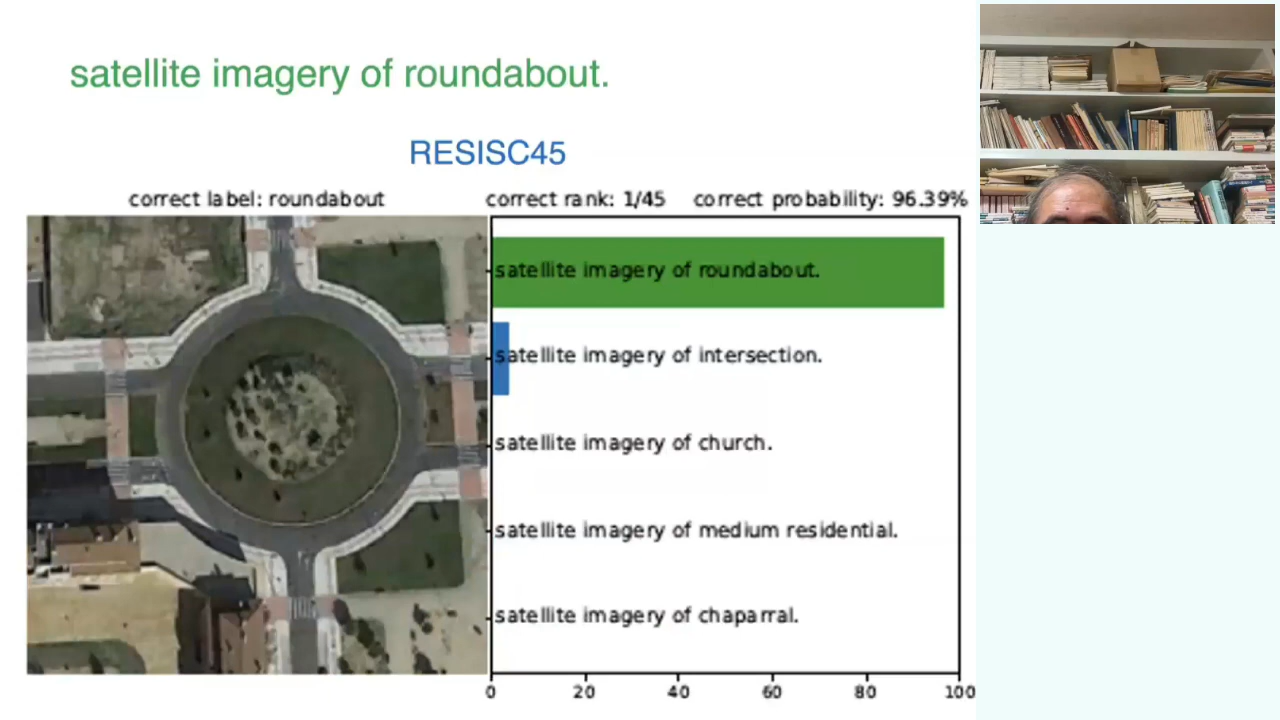 satellite imagery of roundabout.
RESISC45
correct label: roundabout
correct rank: 1/45 correct probability: 96.39%
satellite imagery of roundabout.
satellite imagery of intersection.
satellite imagery of church.
satellite imagery of medium residential.
satellite imagery of chaparral.
0 20 40 60 80 100